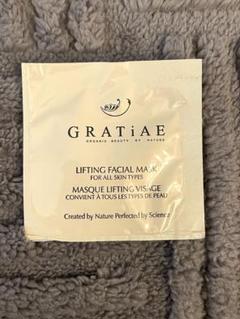 GRATiAE
ORGANIC BEAUTY BY NATURE
LIFTING FACIAL MASK
FOR ALL SKIN TYPES
MASQUE LIFTING VISAGE
CONVIENT À TOUS LES TYPES DE PEAU
Created by Nature Perfected by Science